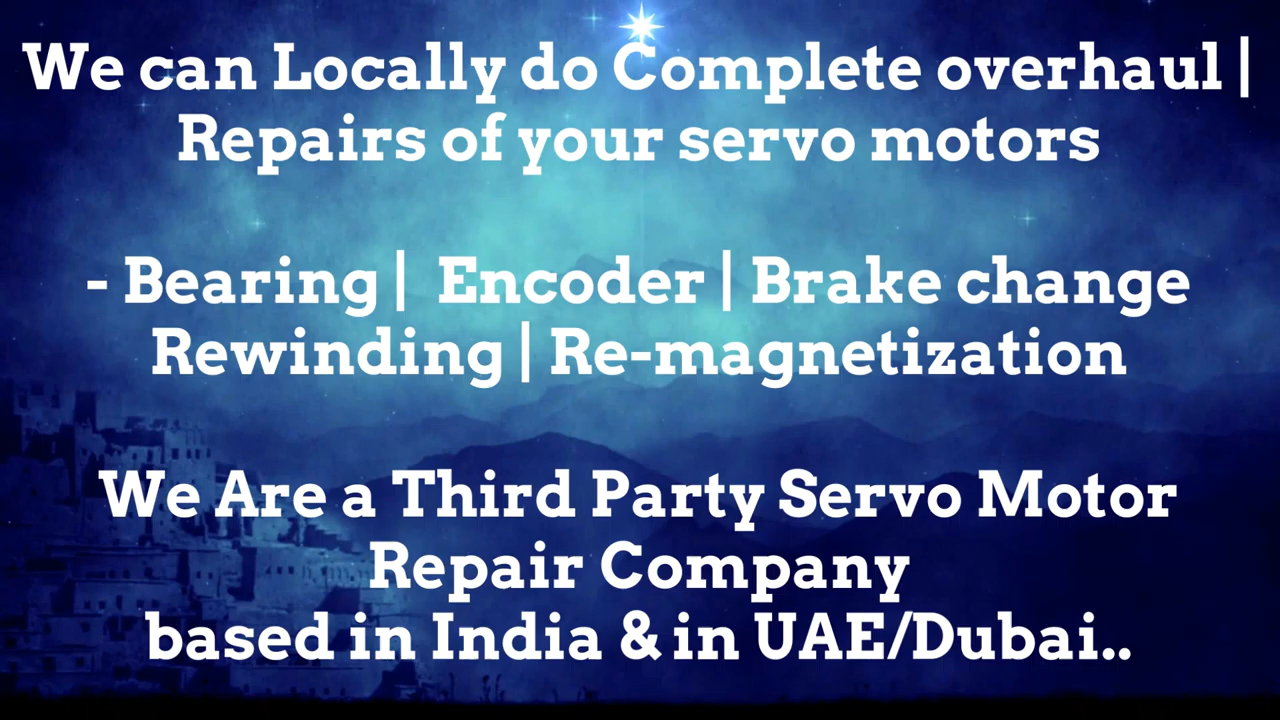 We can Locally do Complete overhaul |
Repairs of your servo motors
- Bearing |  Encoder | Brake change
Rewinding | Re-magnetization
We Are a Third Party Servo Motor
Repair Company
based in India & in UAE/Dubai..